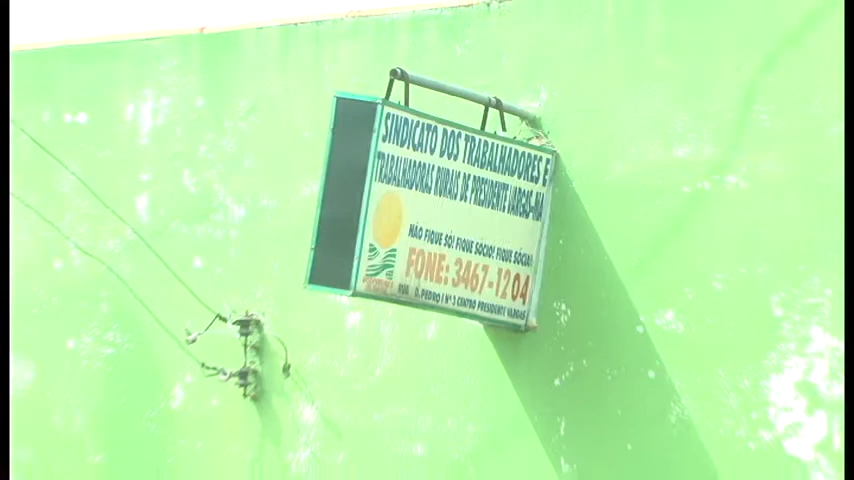 SINDICATO DOS TRABALHADORES E
TRABALHADORAS RURAIS DE PRESIDENTE VARGAS-MA
NÃO FIQUE SÓ! FIQUE SOCIO! FIQUE SÓCIA!
FONE: 3467-1204
RUA D. PEDRO I Nº 3 CENTRO PRESIDENTE VARGAS